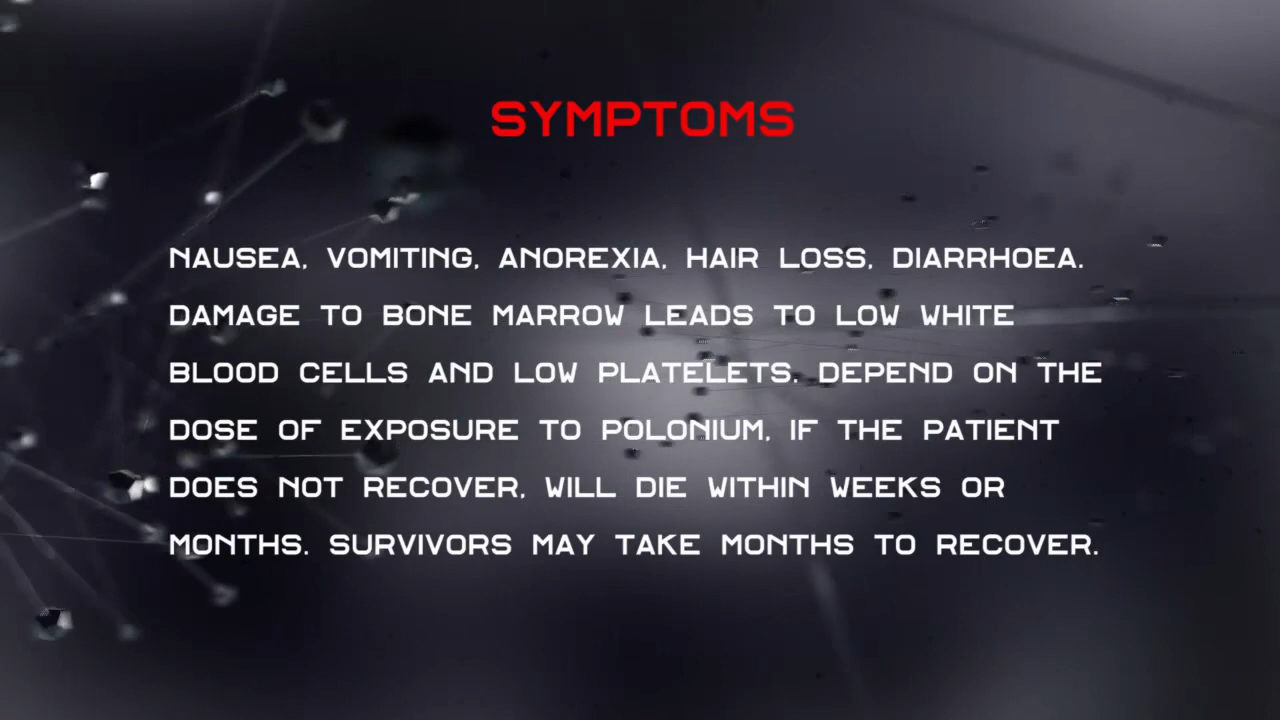 SYMPTOMS
NAUSEA, VOMITING, ANOREXIA, HAIR LOSS, DIARRHOEA.
DAMAGE TO BONE MARROW LEADS TO LOW WHITE
BLOOD CELLS AND LOW PLATELETS. DEPEND ON THE
DOSE OF EXPOSURE TO POLONIUM, IF THE PATIENT
DOES NOT RECOVER, WILL DIE WITHIN WEEKS OR
MONTHS. SURVIVORS MAY TAKE MONTHS TO RECOVER.